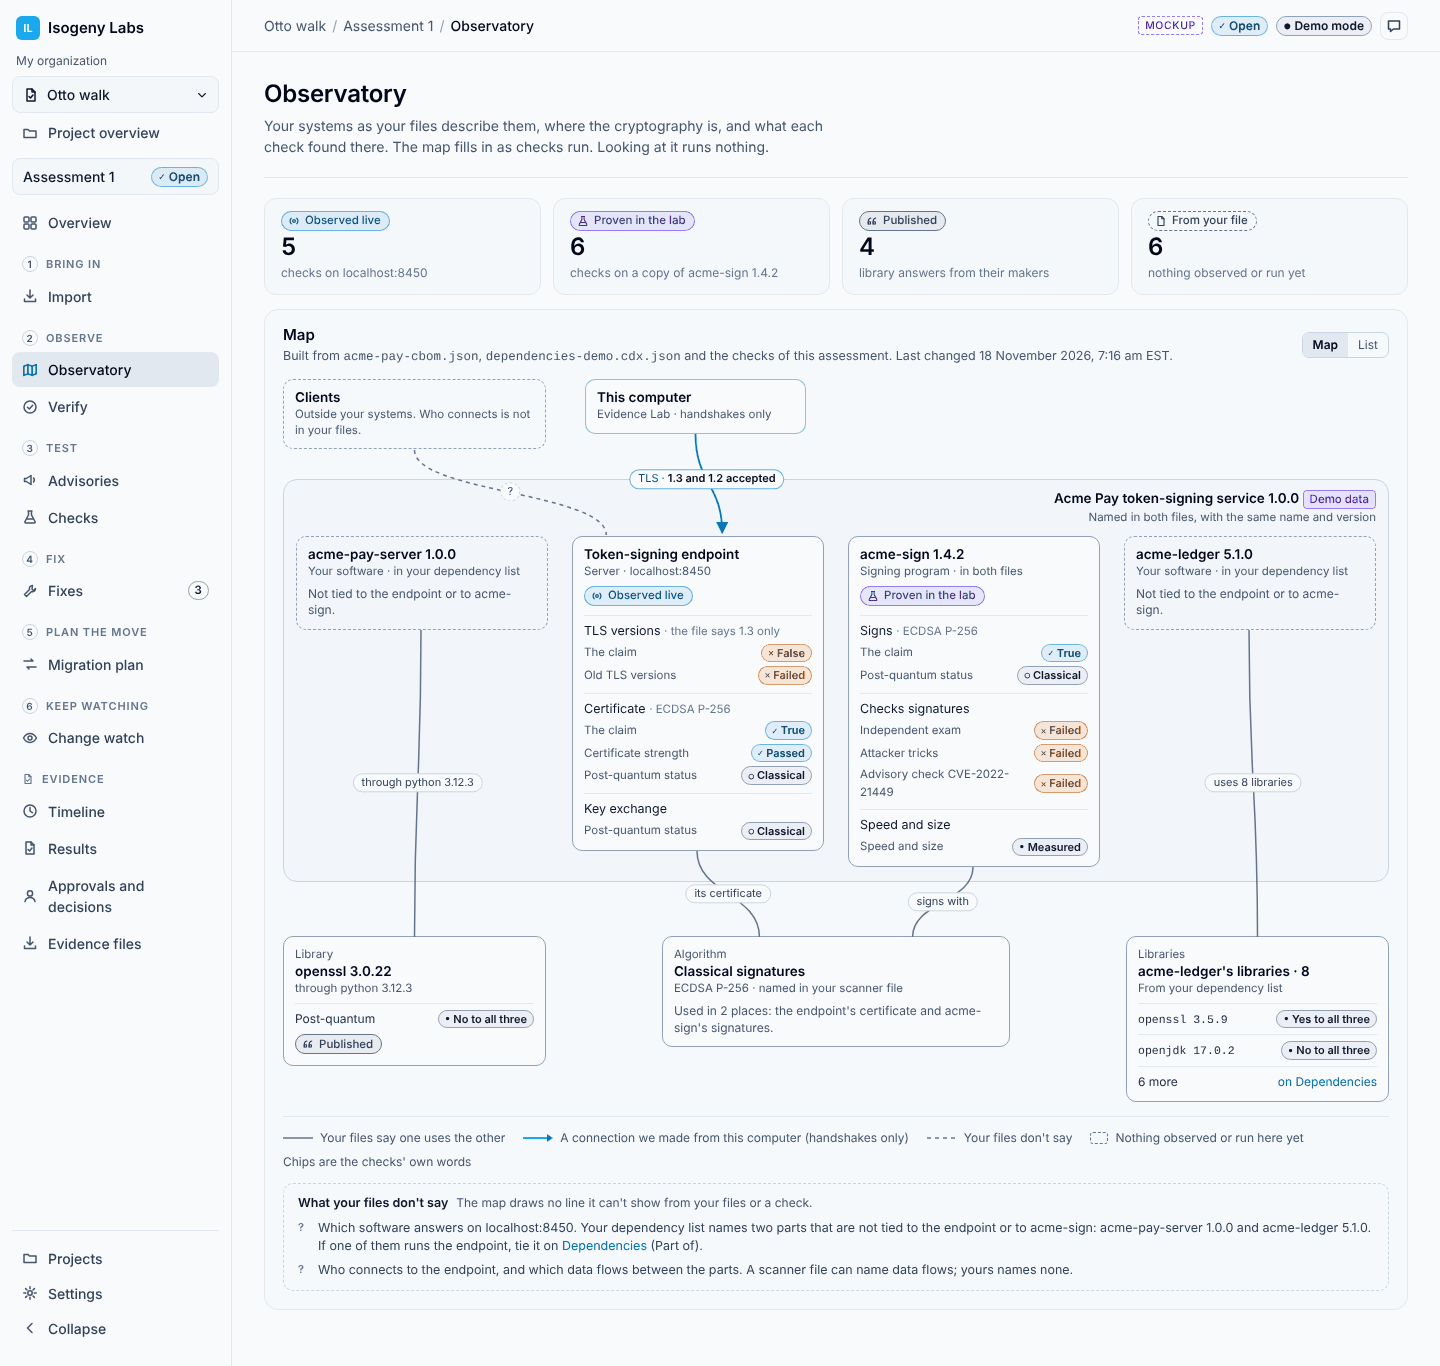 IL Isogeny Labs
My organization
Otto walk
Project overview
Assessment 1 ✓ Open
Overview
1 BRING IN
Import
2 OBSERVE
Observatory
Verify
3 TEST
Advisories
Checks
4 FIX
Fixes 3
5 PLAN THE MOVE
Migration plan
6 KEEP WATCHING
Change watch
EVIDENCE
Timeline
Results
Approvals and
decisions
Evidence files
Projects
Settings
Collapse
Otto walk / Assessment 1 / Observatory
MOCKUP ✓ Open • Demo mode
Observatory
Your systems as your files describe them, where the cryptography is, and what each
check found there. The map fills in as checks run. Looking at it runs nothing.
Observed live
5
checks on localhost:8450
Proven in the lab
6
checks on a copy of acme-sign 1.4.2
Published
4
library answers from their makers
From your file
6
nothing observed or run yet
Map
Built from acme-pay-cbom.json, dependencies-demo.cdx.json and the checks of this assessment. Last changed 18 November 2026, 7:16 am EST.
Map List
Clients
Outside your systems. Who connects is not
in your files.
This computer
Evidence Lab · handshakes only
?
TLS · 1.3 and 1.2 accepted
Acme Pay token-signing service 1.0.0 Demo data
Named in both files, with the same name and version
acme-pay-server 1.0.0
Your software · in your dependency list
Not tied to the endpoint or to acme-
sign.
through python 3.12.3
Token-signing endpoint
Server · localhost:8450
Observed live
TLS versions · the file says 1.3 only
The claim × False
Old TLS versions × Failed
Certificate · ECDSA P-256
The claim ✓ True
Certificate strength ✓ Passed
Post-quantum status ○ Classical
Key exchange
Post-quantum status ○ Classical
acme-sign 1.4.2
Signing program · in both files
Proven in the lab
Signs · ECDSA P-256
The claim ✓ True
Post-quantum status ○ Classical
Checks signatures
Independent exam × Failed
Attacker tricks × Failed
Advisory check CVE-2022-
21449 × Failed
Speed and size
Speed and size • Measured
acme-ledger 5.1.0
Your software · in your dependency list
Not tied to the endpoint or to acme-
sign.
uses 8 libraries
its certificate
signs with
Library
openssl 3.0.22
through python 3.12.3
Post-quantum • No to all three
Published
Algorithm
Classical signatures
ECDSA P-256 · named in your scanner file
Used in 2 places: the endpoint's certificate and acme-
sign's signatures.
Libraries
acme-ledger's libraries · 8
From your dependency list
openssl 3.5.9 • Yes to all three
openjdk 17.0.2 • No to all three
6 more on Dependencies
Your files say one uses the other
A connection we made from this computer (handshakes only)
Your files don't say
Nothing observed or run here yet
Chips are the checks' own words
What your files don't say The map draws no line it can't show from your files or a check.
? Which software answers on localhost:8450. Your dependency list names two parts that are not tied to the endpoint or to acme-sign: acme-pay-server 1.0.0 and acme-ledger 5.1.0.
If one of them runs the endpoint, tie it on Dependencies (Part of).
? Who connects to the endpoint, and which data flows between the parts. A scanner file can name data flows; yours names none.